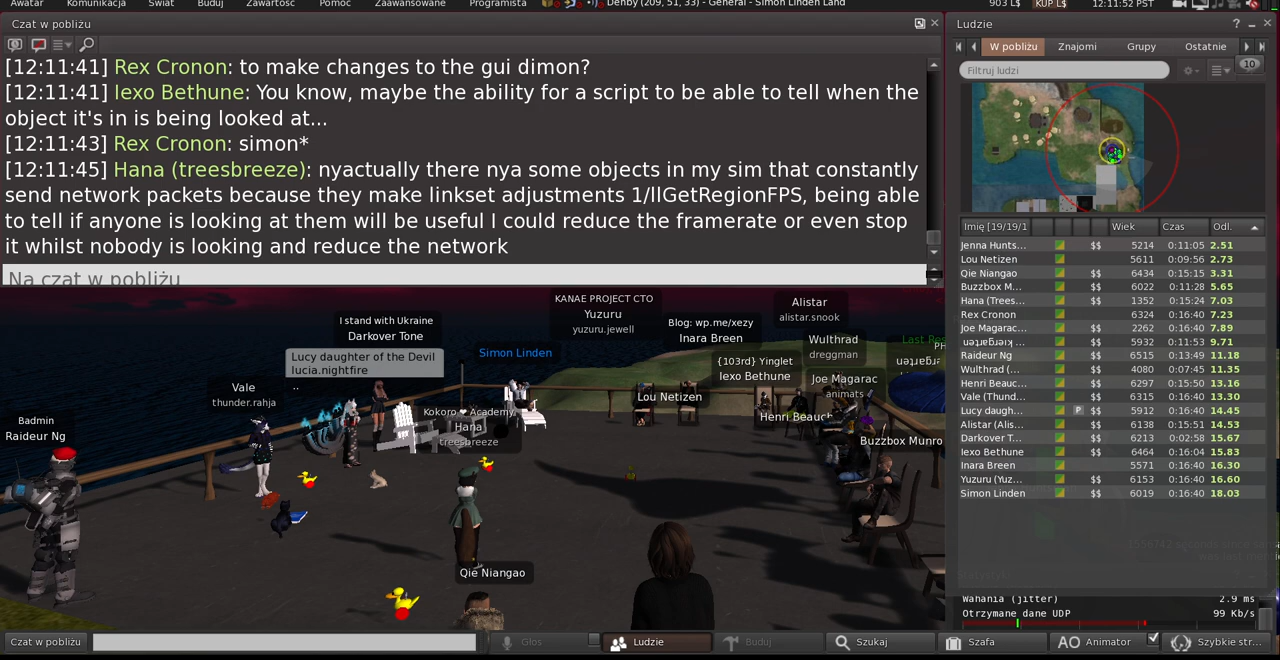 Awatar Komunikacja Świat Buduj Zawartość Pomoc Zaawansowane Programista Denby (209, 51, 33) - General - Simon Linden Land 903 L$ KUP L$ 12:11:52 PST
Czat w pobliżu
[12:11:41] Rex Cronon: to make changes to the gui dimon?
[12:11:41] Iexo Bethune: You know, maybe the ability for a script to be able to tell when the
object it's in is being looked at...
[12:11:43] Rex Cronon: simon*
[12:11:45] Hana (treesbreeze): nyactually there nya some objects in my sim that constantly
send network packets because they make linkset adjustments 1/llGetRegionFPS, being able
to tell if anyone is looking at them will be useful I could reduce the framerate or even stop
it whilst nobody is looking and reduce the network
Na czat w pobliżu
Ludzie
W pobliżu Znajomi Grupy Ostatnie
Filtruj ludzi
10
Imię [19/19/1 Wiek Czas Odl.
Jenna Hunts... $$ 5214 0:11:05 2.51
Lou Netizen 5611 0:09:56 2.73
Qie Niangao $$ 6434 0:15:15 3.31
Buzzbox M... $$ 6022 0:11:28 5.65
Hana (Trees... $$ 1352 0:15:24 7.03
Rex Cronon 6324 0:16:40 7.23
Joe Magarac... $$ 2262 0:16:40 7.89
$$ 5932 0:11:53 9.71
Raideur Ng $$ 6515 0:13:49 11.18
Wulthrad (... $$ 4080 0:07:45 11.35
Henri Beauc... $$ 6297 0:15:50 13.16
Vale (Thund... $$ 6315 0:16:40 13.30
Lucy daugh... P $$ 5912 0:16:40 14.45
Alistar (Alis... $$ 6138 0:15:51 14.53
Darkover T... $$ 6213 0:02:58 15.67
Iexo Bethune $$ 6464 0:16:04 15.83
Inara Breen 5571 0:16:40 16.30
Yuzuru (Yuz... $$ 6153 0:16:40 16.60
Simon Linden $$ 6019 0:16:40 18.03
Wahania (jitter) 2.9 ms
Otrzymane dane UDP 99 Kb/s
KANAE PROJECT CTO
Yuzuru
yuzuru.jewell
Alistar
alistar.snook
I stand with Ukraine
Darkover Tone
Blog: wp.me/xezy
Inara Breen
Simon Linden
Wulthrad
dreggman
Lucy daughter of the Devil
lucia.nightfire
..
{103rd} Yinglet
Iexo Bethune
Joe Magarac
animats
Vale
thunder.rahja
Lou Netizen
Kokoro ❤ Academy
Hana
treesbreeze
Henri Beauch
Badmin
Raideur Ng
Buzzbox Munro
Qie Niangao
Czat w pobliżu Głos Ludzie Buduj Szukaj Szafa AO Animator Szybkie str...